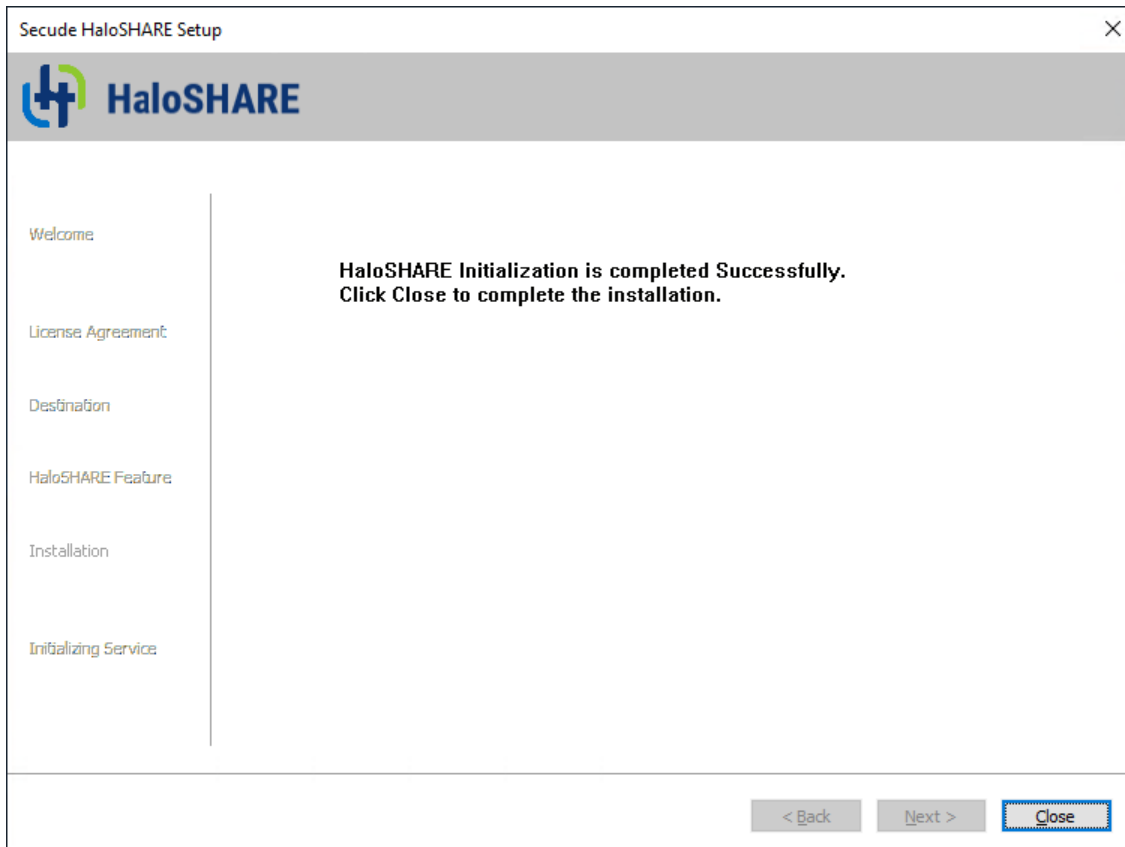 Secude HaloSHARE Setup
HaloSHARE
Welcome
License Agreement
Destination
HaloSHARE Feature
Installation
Initializing Service
HaloSHARE Initialization is completed Successfully.
Click Close to complete the installation.
< Back
Next >
Close